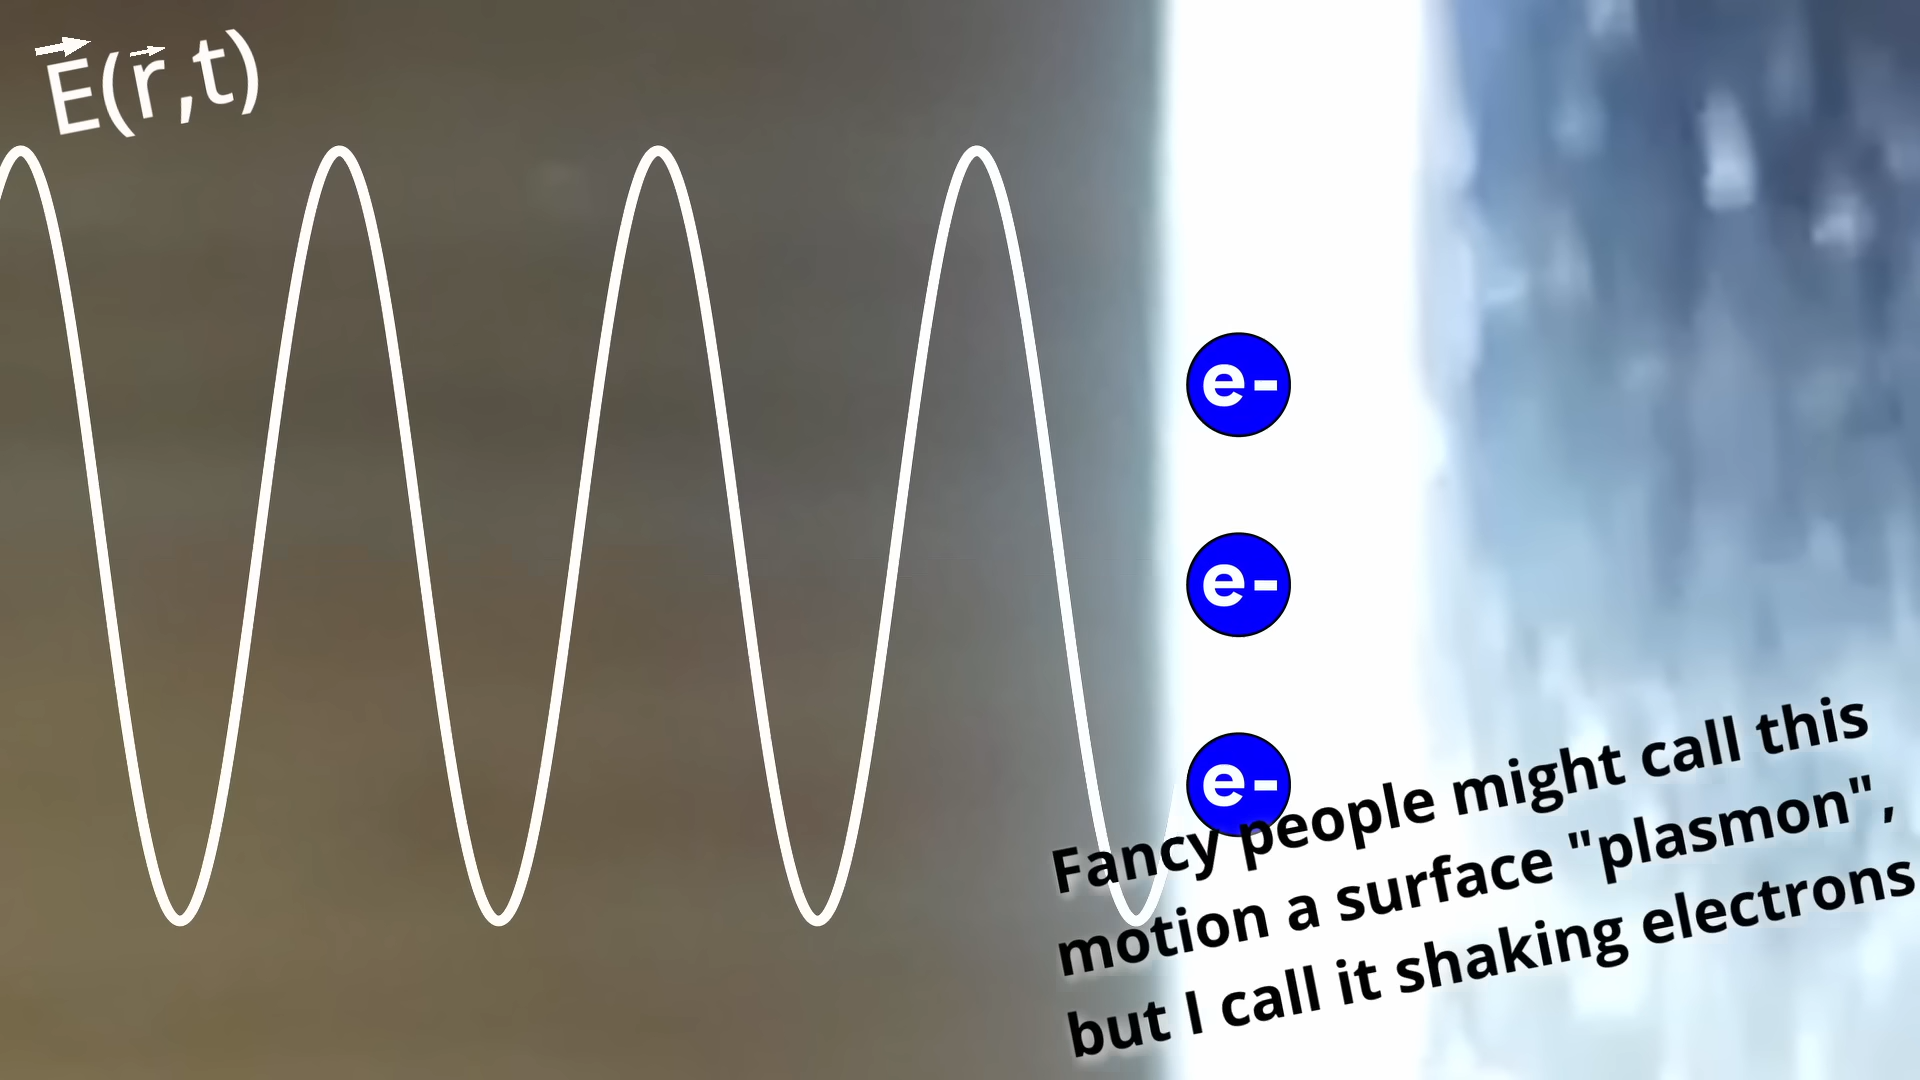 E(r,t)
e-
e-
e-
Fancy people might call this
motion a surface "plasmon",
but I call it shaking electrons